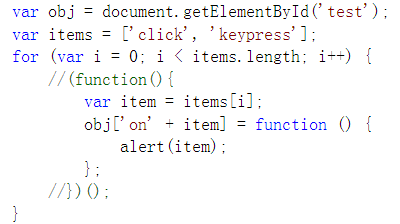 var obj = document.getElementById('test');
var items = ['click', 'keypress'];
for (var i = 0; i < items.length; i++) {
    //(function(){
        var item = items[i];
        obj['on' + item] = function () {
            alert(item);
        };
    //})();
}